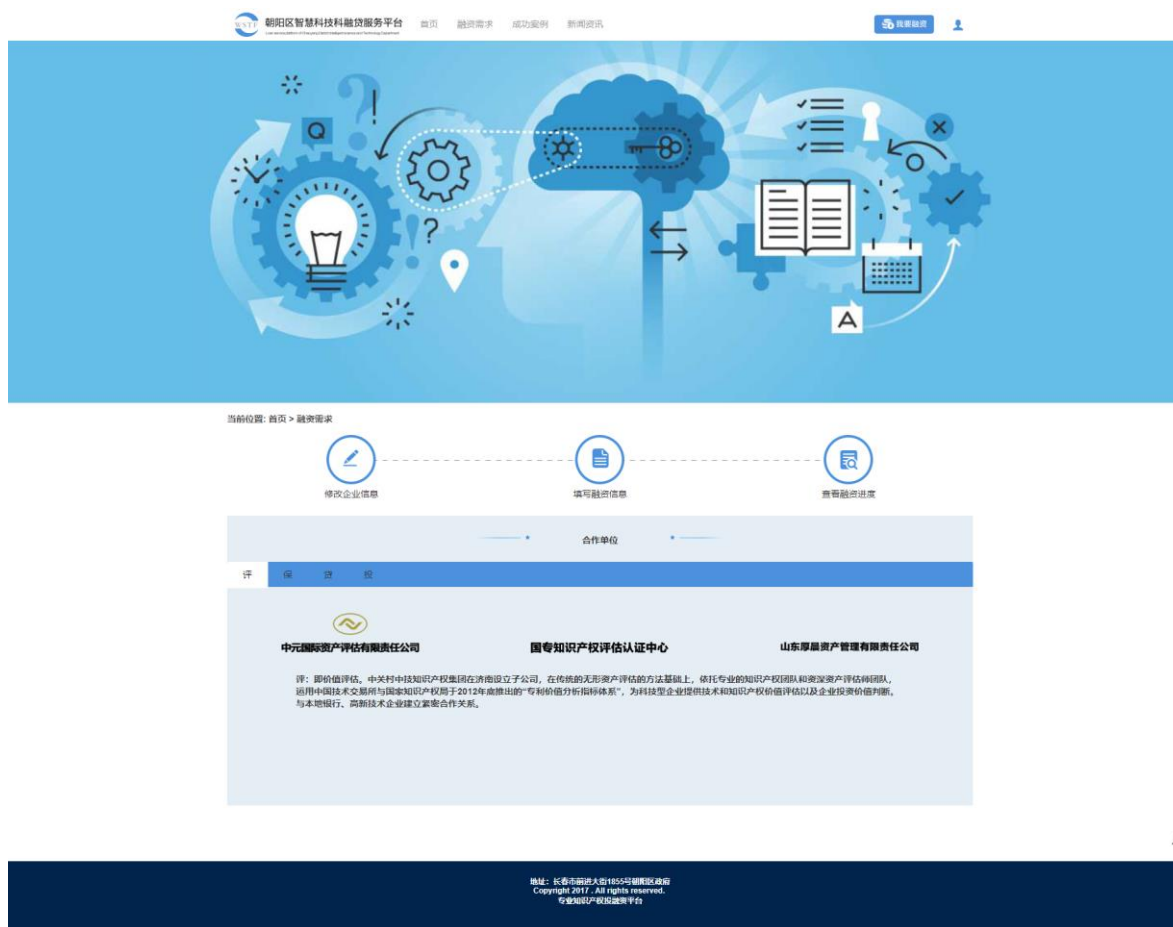 WSTF
朝阳区智慧科技科融贷服务平台 首页 融资需求 成功案例 新闻资讯 我要融资
Q
?
!
?
!
A
当前位置: 首页 > 融资需求
修改企业信息 填写融资信息 查看融资进度
合作单位
评 保 贷 投
中元国际资产评估有限责任公司 国专知识产权评估认证中心 山东厚晨资产管理有限责任公司
评：即价值评估。中关村中技知识产权集团在济南设立子公司，在传统的无形资产评估的方法基础上，依托专业的知识产权团队和资深资产评估师团队，
运用中国技术交易所与国家知识产权局于2012年底推出的“专利价值分析指标体系”，为科技型企业提供技术和知识产权价值评估以及企业投资价值判断。
与本地银行、高新技术企业建立紧密合作关系。
地址：长春市前进大街1855号朝阳区政府
Copyright 2017 . All rights reserved.
专业知识产权投融资平台